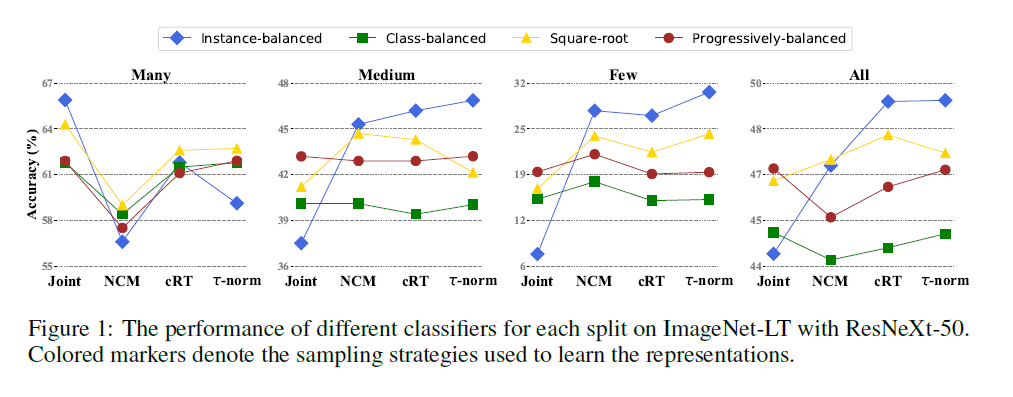 Instance-balanced Class-balanced Square-root Progressively-balanced
Many Medium Few All
Accuracy (%)
67 48 32 50
64 45 25 48
61 42 19 47
58 39 12 45
55 36 6 44
Joint NCM cRT τ-norm Joint NCM cRT τ-norm Joint NCM cRT τ-norm Joint NCM cRT τ-norm
Figure 1: The performance of different classifiers for each split on ImageNet-LT with ResNeXt-50.
Colored markers denote the sampling strategies used to learn the representations.